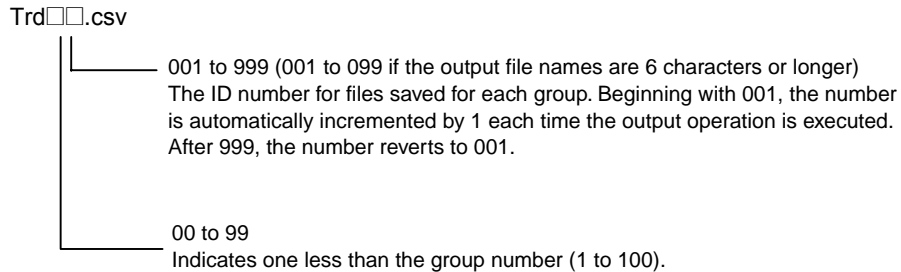 Trd□□.csv
001 to 999 (001 to 099 if the output file names are 6 characters or longer)
The ID number for files saved for each group. Beginning with 001, the number
is automatically incremented by 1 each time the output operation is executed.
After 999, the number reverts to 001.
00 to 99
Indicates one less than the group number (1 to 100).